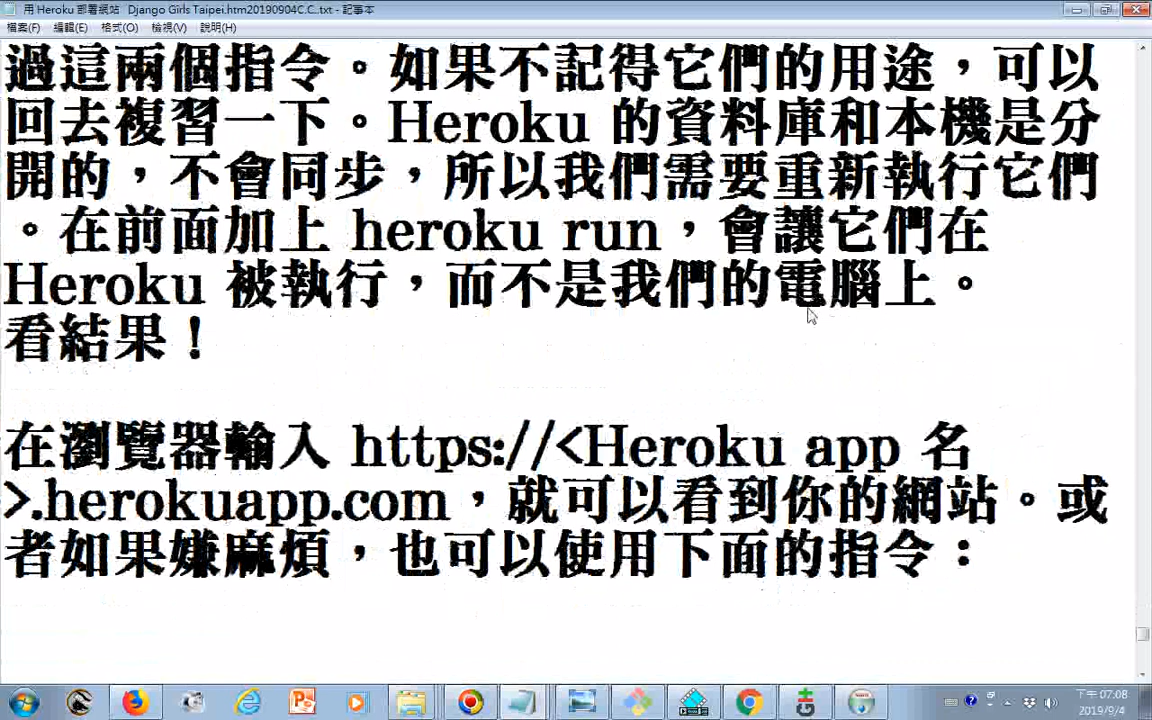 用 Heroku 部署網站 Django Girls Taipei.htm20190904C.C..txt - 記事本
檔案(F) 編輯(E) 格式(O) 檢視(V) 說明(H)
過這兩個指令。如果不記得它們的用途，可以
回去複習一下。Heroku 的資料庫和本機是分
開的，不會同步，所以我們需要重新執行它們
。在前面加上 heroku run，會讓它們在
Heroku 被執行，而不是我們的電腦上。
看結果！
在瀏覽器輸入 https://<Heroku app 名
>.herokuapp.com，就可以看到你的網站。或
者如果嫌麻煩，也可以使用下面的指令：
下午 07:08
2019/9/4